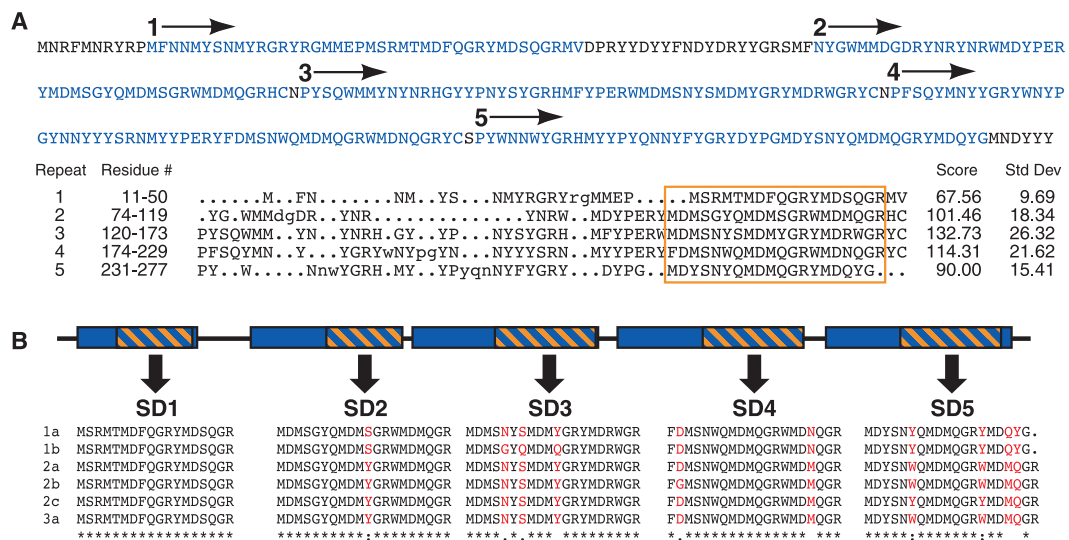 A
1 2
MNRFMNRYRPMFNNMYSNMYRGRYRGMMEPMSRMTMDFQGRYMDSQGRMVDPRYYDYYFNDYDRYYGRSMFNYGWMMDGDRYNRYNRWMDYPER
3 4
YMDMSGYQMDMSGRWMDMQGRHCNPYSQWMMYNYNRHGYYPNYSYGRHMFYPERWMDMSNYSMDMYGRYMDRWGRYCNPFSQYMNYYGRYWNYP
5
GYNNYYYSRNMYYPERYFDMSNWQMDMQGRWMDNQGRYCSPYWNNWYGRHMYYPYQNNYFYGRYDYPGMDYSNYQMDMQGRYMDQYGMNDYYY
Repeat Residue # Score Std Dev
1 11-50 ......M..FN.........NM..YS...NMYRGRYrgMMEP.....MSRMTMDFQGRYMDSQGRMV 67.56 9.69
2 74-119 .YG.WMMdgDR..YNR..................YNRW..MDYPERYMDMSGYQMDMSGRWMDMQGRHC 101.46 18.34
3 120-173 PYSQWMM..YN..YNRH.GY..YP...NYSYGRH..MFYPERWMDMSNYSMDMYGRYMDRWGRYC 132.73 26.32
4 174-229 PFSQYMN..Y...YGRYwNYpgYN...NYYYSRN..MYYPERYFDMSNWQMDMQGRWMDNQGRYC 114.31 21.62
5 231-277 PY..W.....NnwYGRH.MY..YPyqnNYFYGRY...DYPG..MDYSNYQMDMQGRYMDQYG... 90.00 15.41
B
SD1 SD2 SD3 SD4 SD5
1a MSRMTMDFQGRYMDSQGR MDMSGYQMDMSGRWMDMQGR MDMSNYSMDMYGRYMDRWGR FDMSNWQMDMQGRWMDNQGR MDYSNYQMDMQGRYMDQYG.
1b MSRMTMDFQGRYMDSQGR MDMSGYQMDMSGRWMDMQGR MDMSGYQMDMQGRYMDRWGR FDMSNWQMDMQGRWMDNQGR MDYSNYQMDMQGRYMDQYG.
2a MSRMTMDFQGRYMDSQGR MDMSGYQMDMYGRWMDMQGR MDMSNYSMDMYGRYMDRWGR FDMSNWQMDMQGRWMDMQGR MDYSNWQMDMQGRWMDMQGR
2b MSRMTMDFQGRYMDSQGR MDMSGYQMDMYGRWMDMQGR MDMSNYSMDMYGRYMDRWGR FGMSNWQMDMQGRWMDMQGR MDYSNWQMDMQGRWMDMQGR
2c MSRMTMDFQGRYMDSQGR MDMSGYQMDMYGRWMDMQGR MDMSNYSMDMYGRYMDRWGR FDMSNWQMDMQGRWMDMQGR MDYSNYQMDMQGRYMDMQGR
3a MSRMTMDFQGRYMDSQGR MDMSGYQMDMYGRWMDMQGR MDMSNYSMDMYGRYMDRWGR FDMSNWQMDMQGRWMDMQGR MDYSNWQMDMQGRWMDMQGR
****************** **********:********* ****.*.*** ********* *.************** *** *****:*******:** *